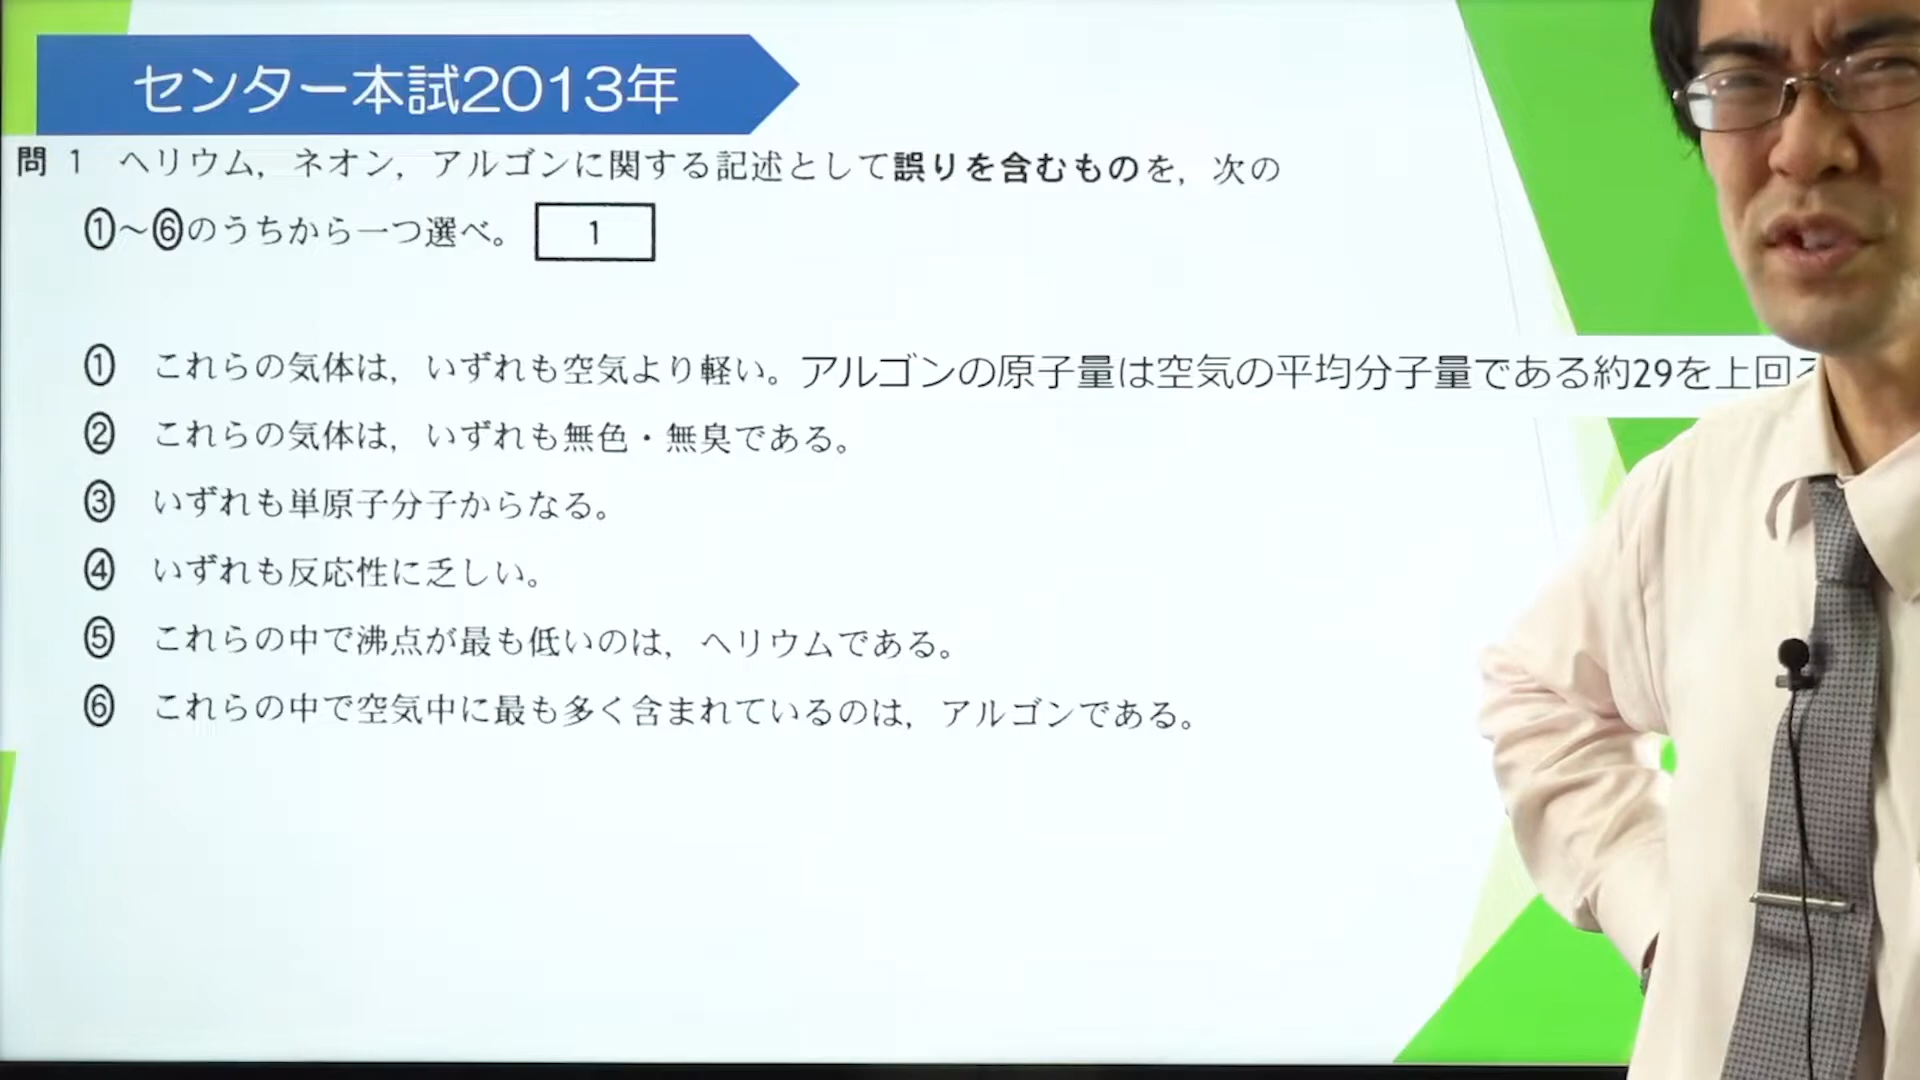 センター本試2013年
問 1 ヘリウム，ネオン，アルゴンに関する記述として誤りを含むものを，次の
①～⑥のうちから一つ選べ。 1
① これらの気体は，いずれも空気より軽い。アルゴンの原子量は空気の平均分子量である約29を上回
② これらの気体は，いずれも無色・無臭である。
③ いずれも単原子分子からなる。
④ いずれも反応性に乏しい。
⑤ これらの中で沸点が最も低いのは，ヘリウムである。
⑥ これらの中で空気中に最も多く含まれているのは，アルゴンである。